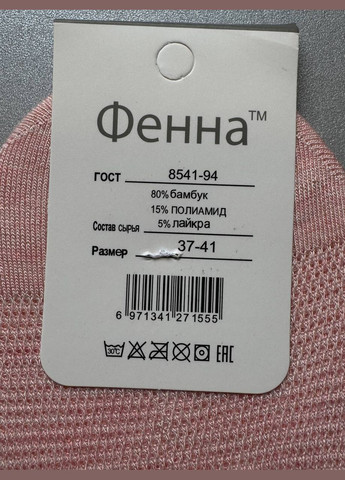 Фенна™
ГОСТ 8541-94
80% бамбук
15% ПОЛИАМИД
Состав сырья 5% лайкра
Размер 37-41
6 971341 271555
30°C EAC